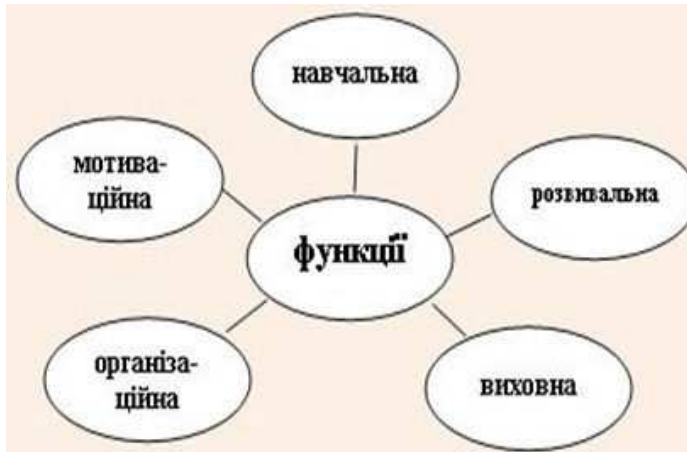 навчальна
мотива-
ційна
розвивальна
функції
організа-
ційна
виховна